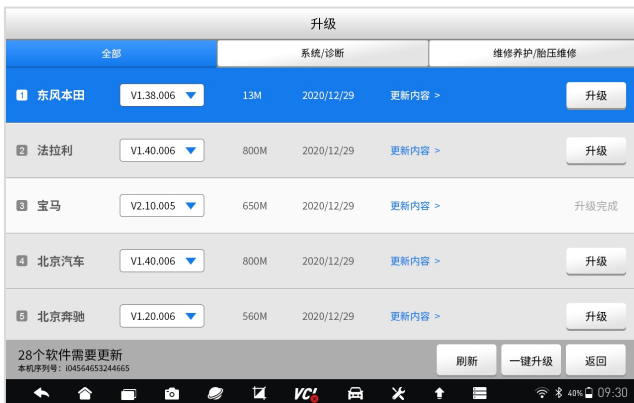 升级
全部 系统/诊断 维修养护/胎压维修
1 东风本田 V1.38.006 13M 2020/12/29 更新内容 > 升级
2 法拉利 V1.40.006 800M 2020/12/29 更新内容 > 升级
3 宝马 V2.10.005 650M 2020/12/29 更新内容 > 升级完成
4 北京汽车 V1.40.006 800M 2020/12/29 更新内容 > 升级
5 北京奔驰 V1.20.006 560M 2020/12/29 更新内容 > 升级
28个软件需要更新 刷新 一键升级 返回
本机序列号：i04564653244665
VCI 40% 09:30